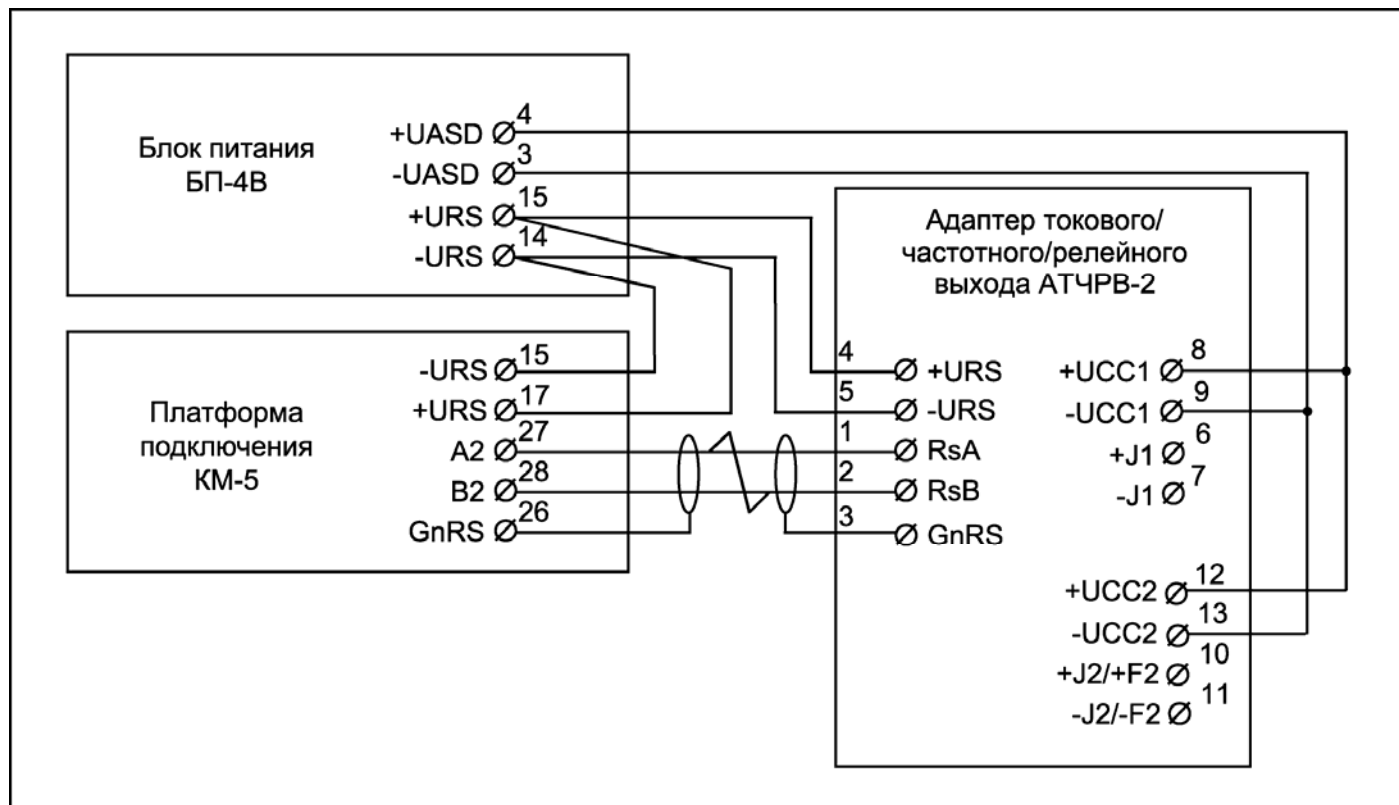 Блок питания
БП-4В
+UASD 4
-UASD 3
+URS 15
-URS 14
Платформа
подключения
КМ-5
-URS 15
+URS 17
A2 27
B2 28
GnRS 26
Адаптер токового/
частотного/релейного
выхода АТЧРВ-2
4 +URS
5 -URS
1 RsA
2 RsB
3 GnRS
+UCC1 8
-UCC1 9
+J1 6
-J1 7
+UCC2 12
-UCC2 13
+J2/+F2 10
-J2/-F2 11